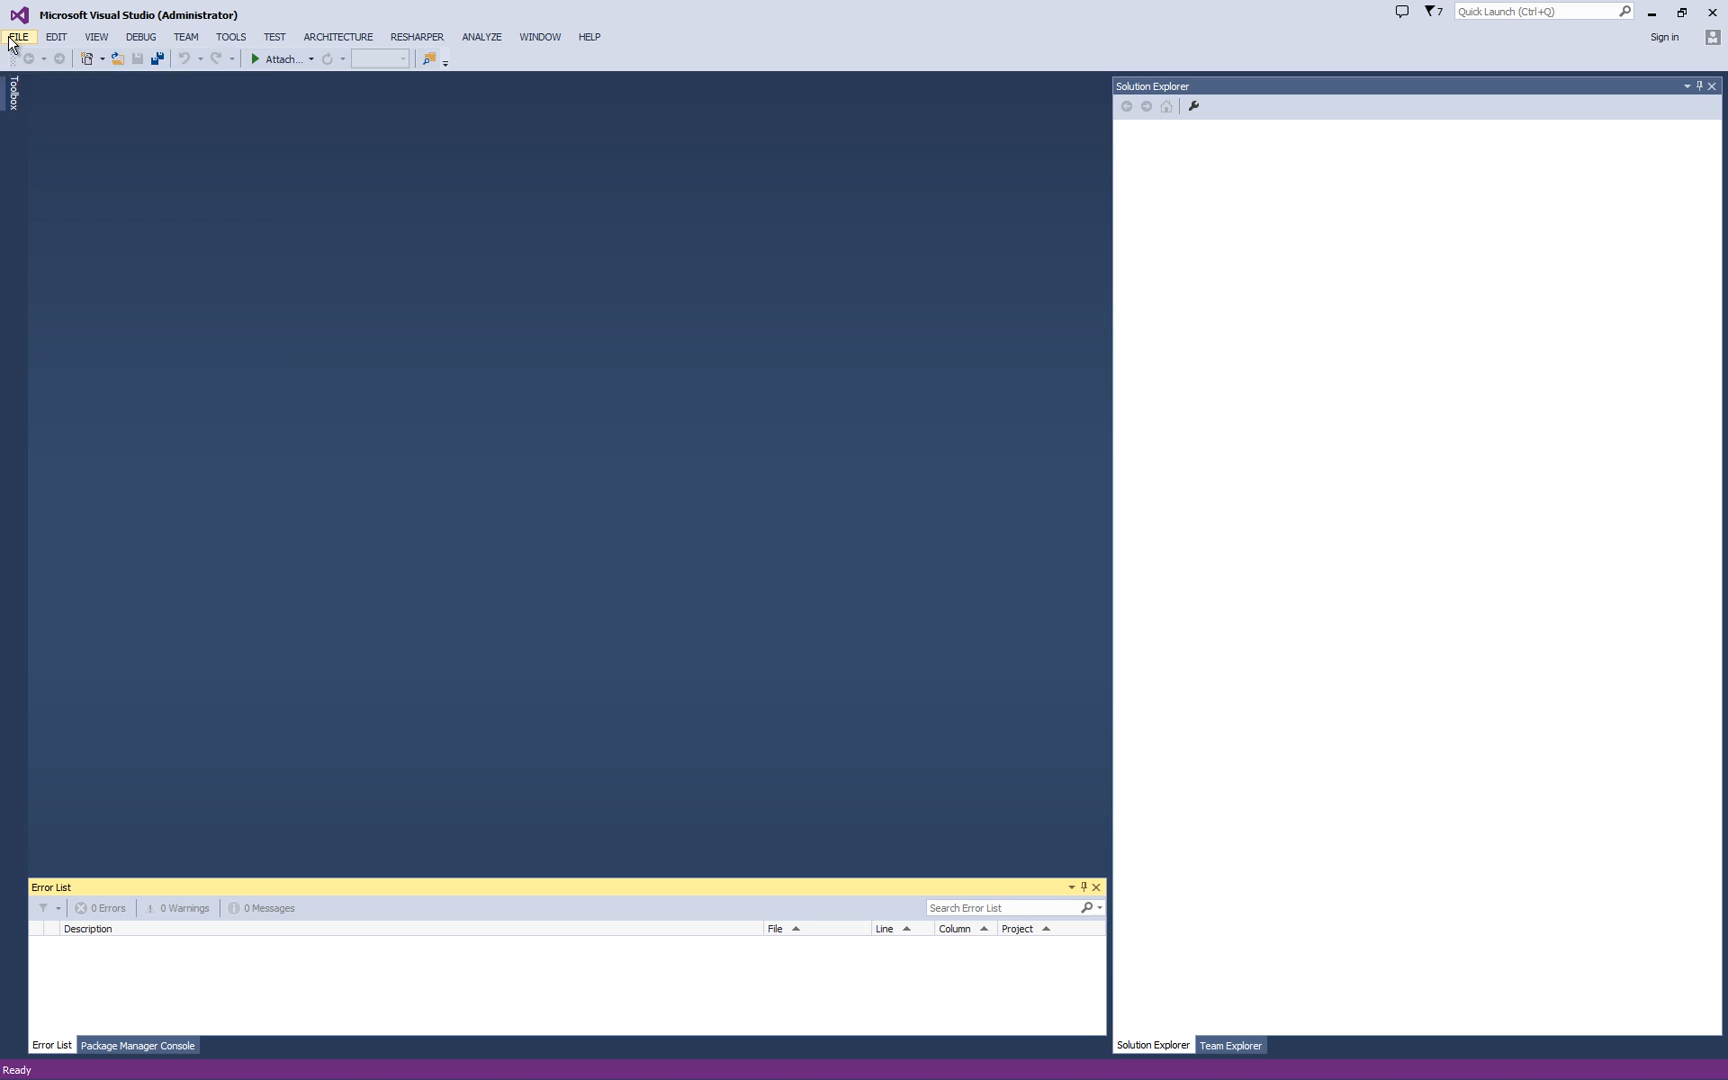 Microsoft Visual Studio (Administrator)
7
Quick Launch (Ctrl+Q)
FILE EDIT VIEW DEBUG TEAM TOOLS TEST ARCHITECTURE RESHARPER ANALYZE WINDOW HELP
Sign in
Attach...
Toolbox
Solution Explorer
Error List
0 Errors 0 Warnings 0 Messages
Search Error List
Description File Line Column Project
Error List Package Manager Console
Solution Explorer Team Explorer
Ready